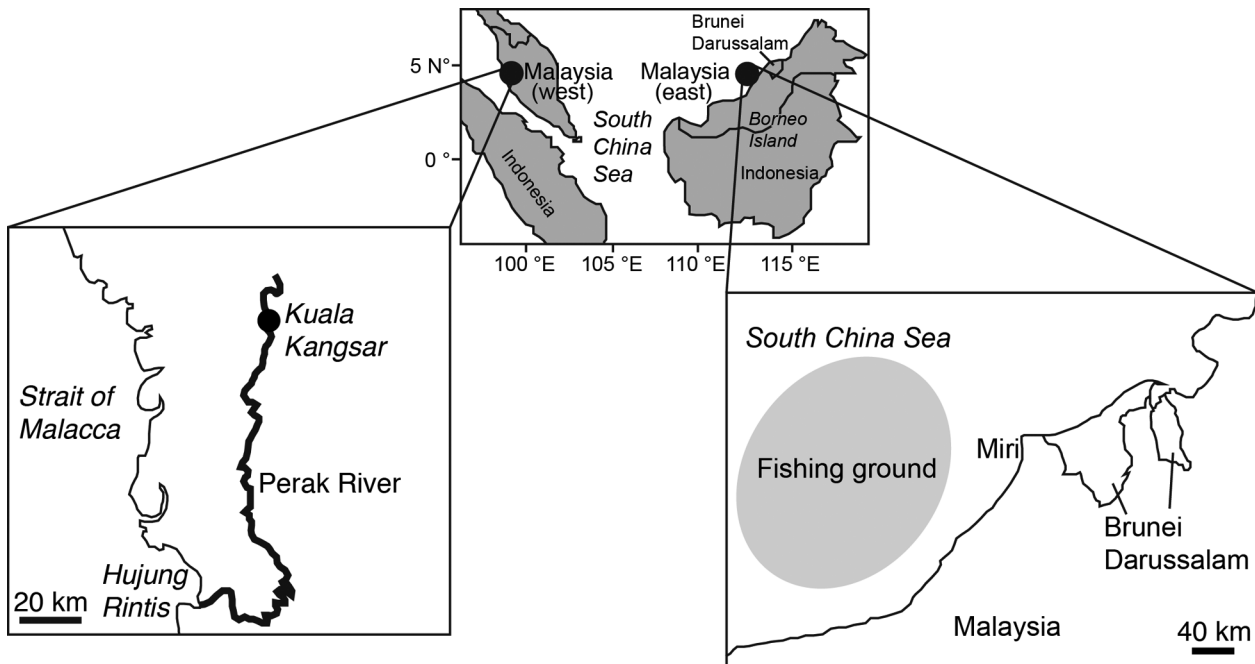 Brunei
Darussalam
5 N°
Malaysia
(west)
Malaysia
(east)
South
China
Sea
Borneo
Island
0 °
Indonesia
Indonesia
100 °E
105 °E
110 °E
115 °E
Kuala
Kangsar
Strait of
Malacca
Perak River
Hujung
Rintis
20 km
South China Sea
Miri
Fishing ground
Brunei
Darussalam
Malaysia
40 km